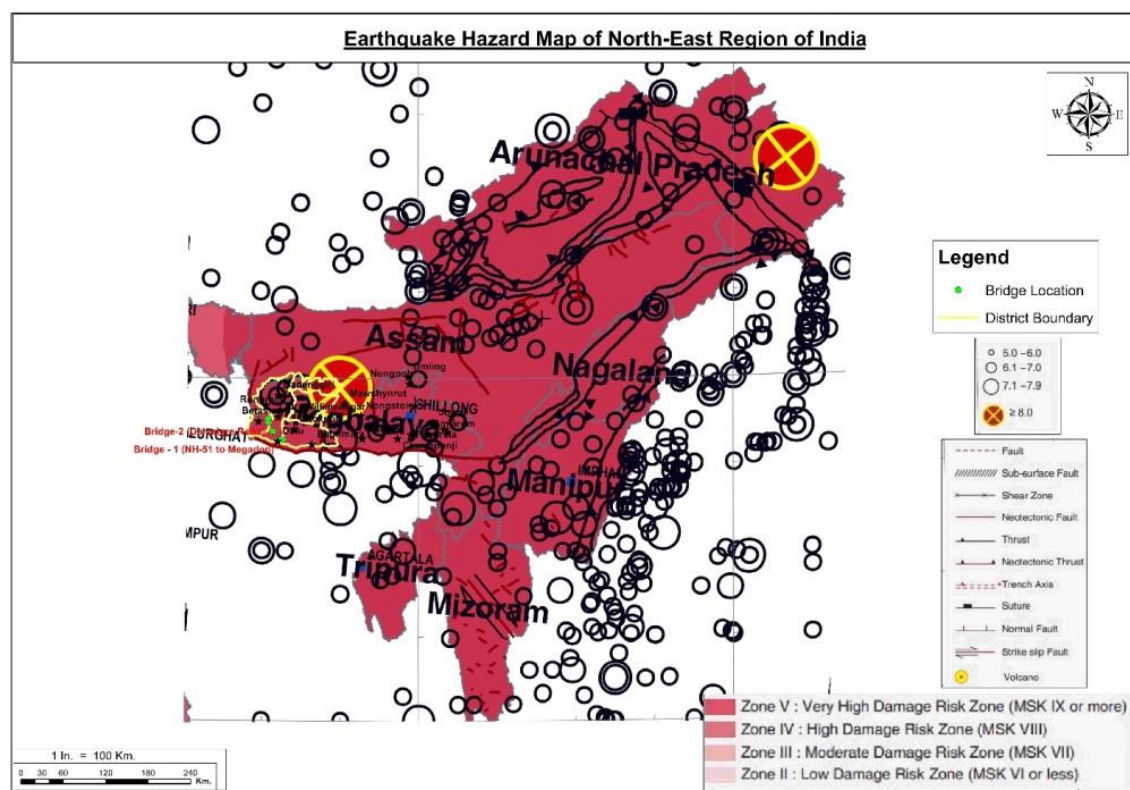 Earthquake Hazard Map of North-East Region of India
N
W
E
S
Arunachal Pradesh
Legend
Bridge Location
District Boundary
5.0 –6.0
6.1 –7.0
7.1 –7.9
≥ 8.0
Assam
Nongpoh
Umling
Mawshynrut
Nongstein
SHILLONG
Nagaland
Bridge - 1 (NH-51 to Megadop)
Manipur
IMPHAL
MPUR
AGARTALA
Tripura
Mizoram
Fault
Sub-surface Fault
Shear Zone
Neotectonic Fault
Thrust
Neotectonic Thrust
Trench Axis
Suture
Normal Fault
Strike slip Fault
Volcano
Zone V : Very High Damage Risk Zone (MSK IX or more)
Zone IV : High Damage Risk Zone (MSK VIII)
Zone III : Moderate Damage Risk Zone (MSK VII)
Zone II : Low Damage Risk Zone (MSK VI or less)
1 In. = 100 Km.
0 30 60 120 180 240
Km.